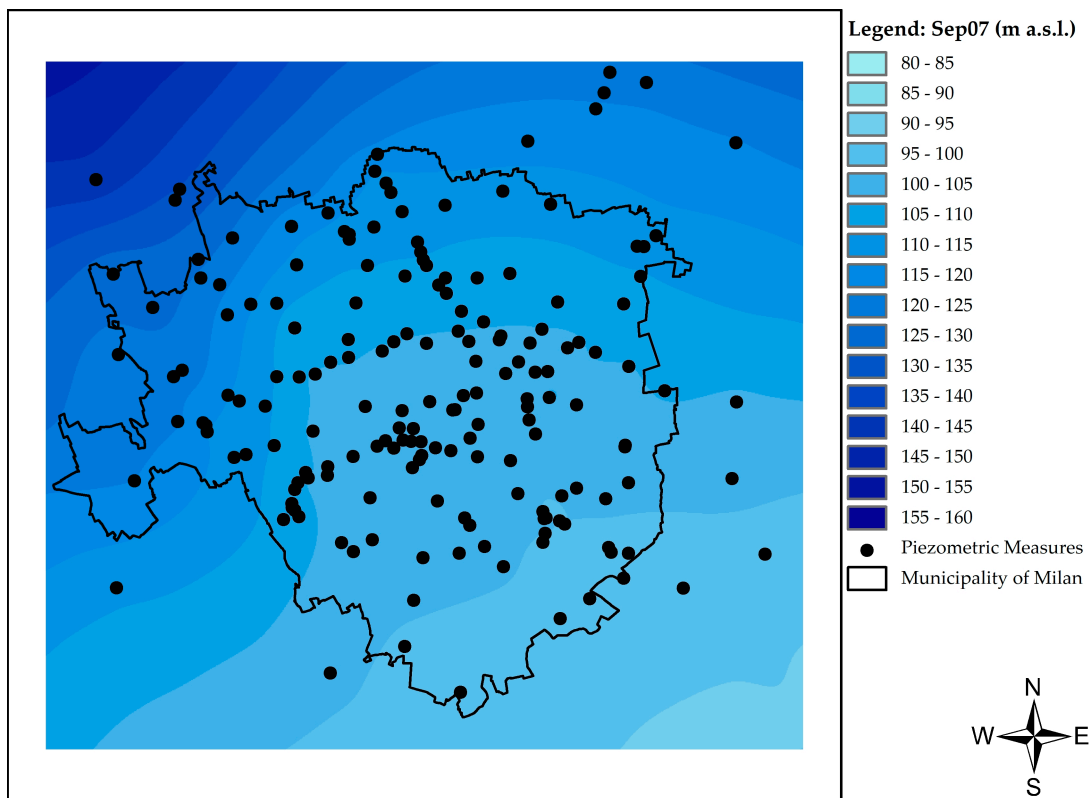 Legend: Sep07 (m a.s.l.)
80 - 85
85 - 90
90 - 95
95 - 100
100 - 105
105 - 110
110 - 115
115 - 120
120 - 125
125 - 130
130 - 135
135 - 140
140 - 145
145 - 150
150 - 155
155 - 160
Piezometric Measures
Municipality of Milan
N
W E
S